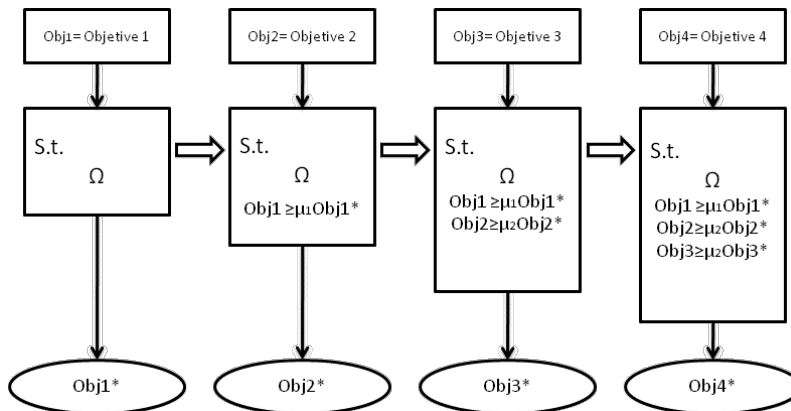 Obj1= Objetive 1
S.t.
Ω
Obj1*
Obj2= Objetive 2
S.t.
Ω
Obj1 ≥μ1Obj1*
Obj2*
Obj3= Objetive 3
S.t.
Ω
Obj1 ≥μ1Obj1*
Obj2≥μ2Obj2*
Obj3*
Obj4= Objetive 4
S.t.
Ω
Obj1 ≥μ1Obj1*
Obj2≥μ2Obj2*
Obj3≥μ2Obj3*
Obj4*